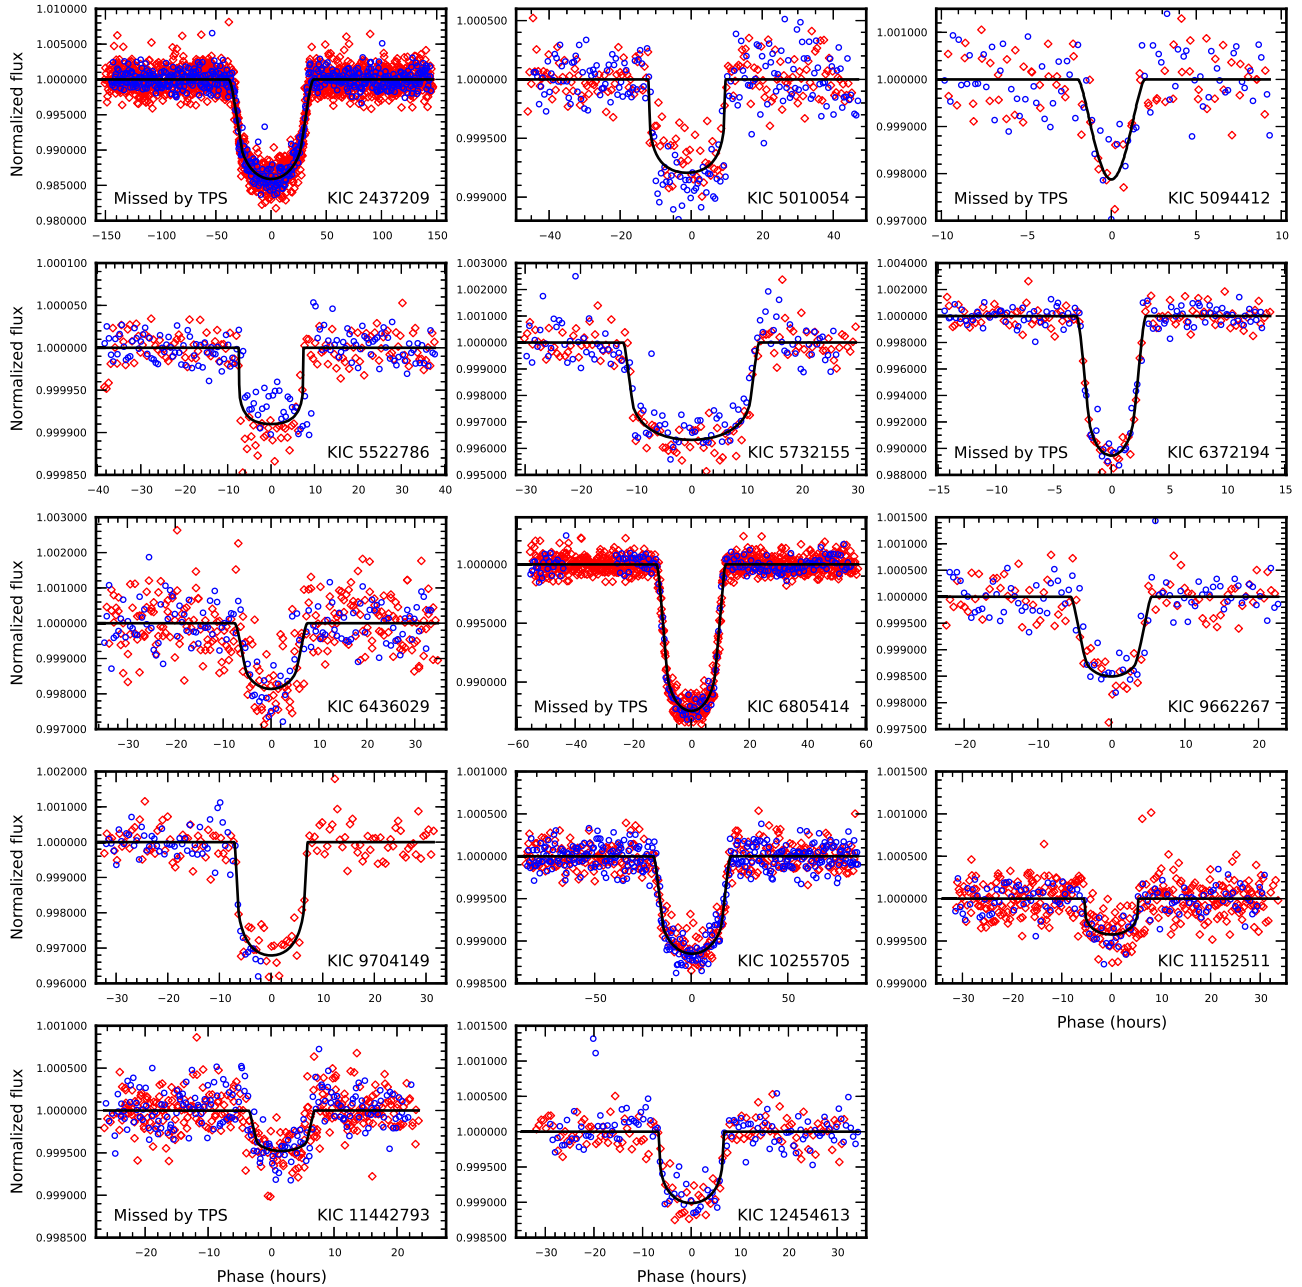 Normalized flux
1.010000
1.005000
1.000000
0.995000
0.990000
0.985000
0.980000
Missed by TPS KIC 2437209
−150 −100 −50 0 50 100 150
1.000500
1.000000
0.999500
0.999000
KIC 5010054
−40 −20 0 20 40
1.001000
1.000000
0.999000
0.998000
0.997000
Missed by TPS KIC 5094412
−10 −5 0 5 10
Normalized flux
1.000100
1.000050
1.000000
0.999950
0.999900
0.999850
KIC 5522786
−40 −30 −20 −10 0 10 20 30 40
1.003000
1.002000
1.001000
1.000000
0.999000
0.998000
0.997000
0.996000
0.995000
KIC 5732155
−30 −20 −10 0 10 20 30
1.004000
1.002000
1.000000
0.998000
0.996000
0.994000
0.992000
0.990000
0.988000
Missed by TPS KIC 6372194
−15 −10 −5 0 5 10 15
Normalized flux
1.003000
1.002000
1.001000
1.000000
0.999000
0.998000
0.997000
KIC 6436029
−30 −20 −10 0 10 20 30
1.000000
0.995000
0.990000
Missed by TPS KIC 6805414
−60 −40 −20 0 20 40 60
1.001500
1.001000
1.000500
1.000000
0.999500
0.999000
0.998500
0.998000
0.997500
KIC 9662267
−20 −10 0 10 20
Normalized flux
1.002000
1.001000
1.000000
0.999000
0.998000
0.997000
0.996000
KIC 9704149
−30 −20 −10 0 10 20 30
1.001000
1.000500
1.000000
0.999500
0.999000
0.998500
KIC 10255705
−50 0 50
1.001500
1.001000
1.000500
1.000000
0.999500
0.999000
KIC 11152511
−30 −20 −10 0 10 20 30
Phase (hours)
Normalized flux
1.001000
1.000500
1.000000
0.999500
0.999000
0.998500
Missed by TPS KIC 11442793
−20 −10 0 10 20
Phase (hours)
1.001500
1.001000
1.000500
1.000000
0.999500
0.999000
0.998500
KIC 12454613
−30 −20 −10 0 10 20 30
Phase (hours)